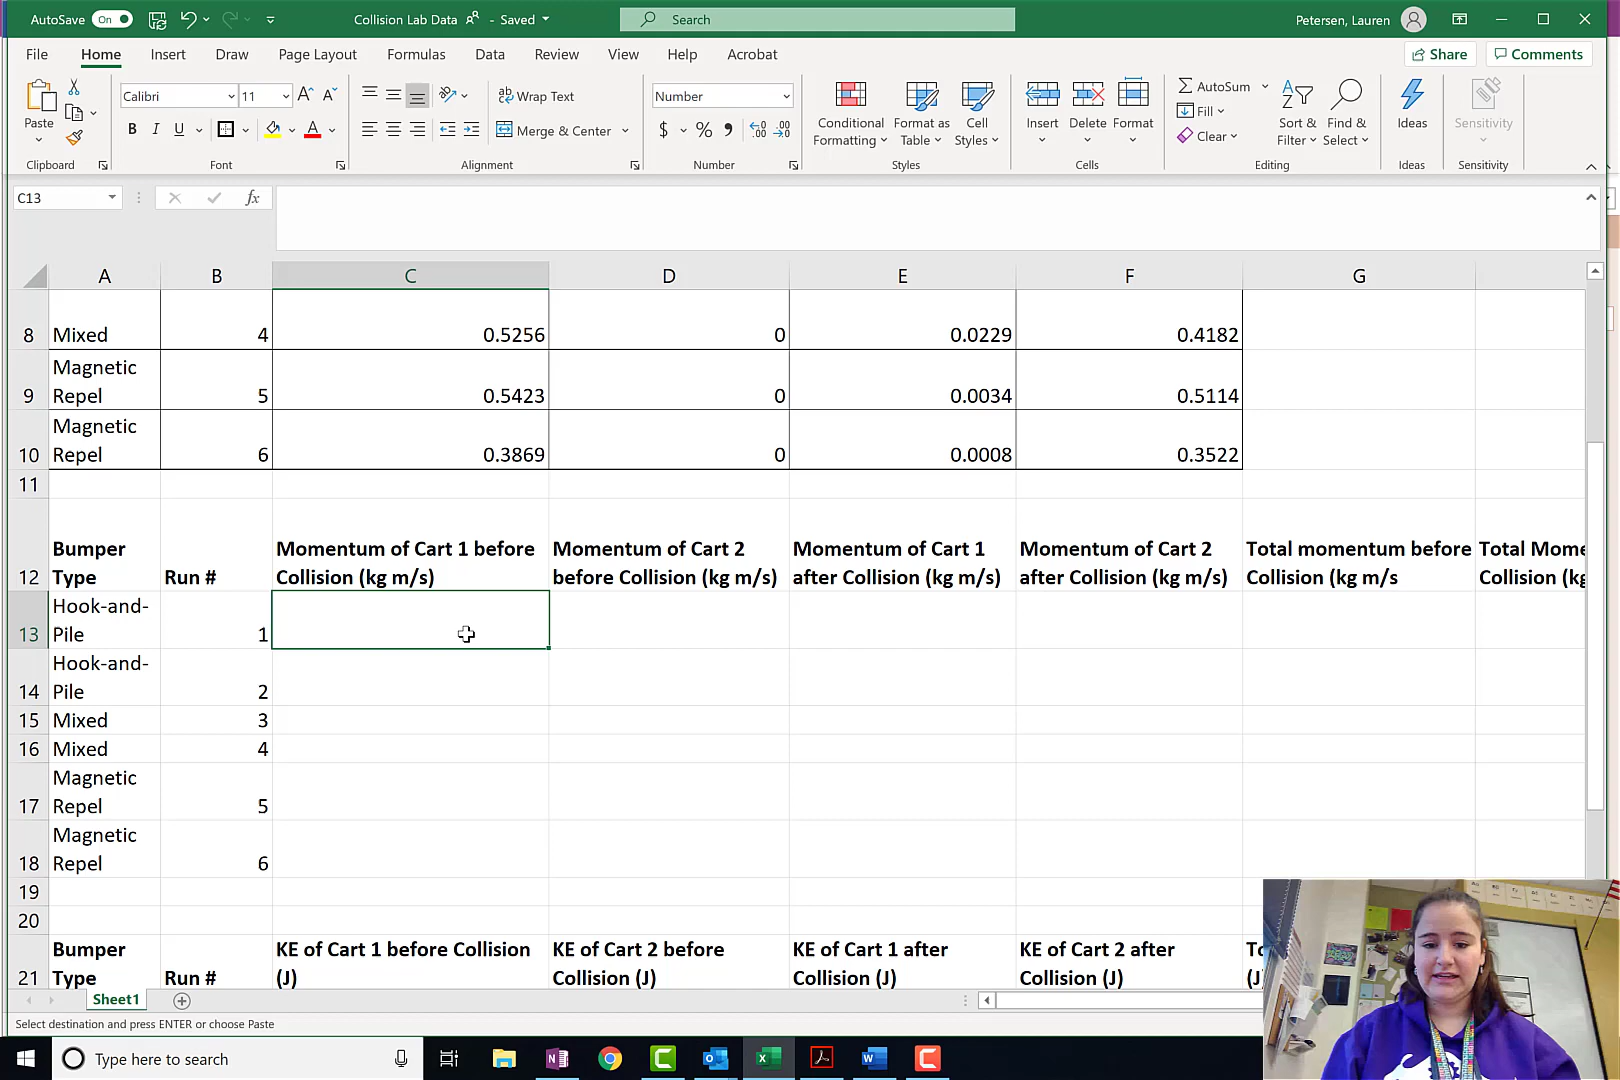 AutoSave On Collision Lab Data - Saved Search Petersen, Lauren
File Home Insert Draw Page Layout Formulas Data Review View Help Acrobat Share Comments
Paste
Clipboard
Calibri 11
B I U
Font
Wrap Text
Merge & Center
Alignment
Number
$ % ,
Number
Conditional Formatting
Format as Table
Cell Styles
Styles
Insert Delete Format
Cells
AutoSum
Fill
Clear
Sort & Filter
Find & Select
Editing
Ideas
Ideas
Sensitivity
Sensitivity
C13 fx
A B C D E F G
8 Mixed 4 0.5256 0 0.0229 0.4182
9 Magnetic Repel 5 0.5423 0 0.0034 0.5114
10 Magnetic Repel 6 0.3869 0 0.0008 0.3522
11
12 Bumper Type Run # Momentum of Cart 1 before Collision (kg m/s) Momentum of Cart 2 before Collision (kg m/s) Momentum of Cart 1 after Collision (kg m/s) Momentum of Cart 2 after Collision (kg m/s) Total momentum before Collision (kg m/s Total Mome Collision (kg
13 Hook-and-Pile 1
14 Hook-and-Pile 2
15 Mixed 3
16 Mixed 4
17 Magnetic Repel 5
18 Magnetic Repel 6
19
20
21 Bumper Type Run # KE of Cart 1 before Collision (J) KE of Cart 2 before Collision (J) KE of Cart 1 after Collision (J) KE of Cart 2 after Collision (J) To (J
Sheet1
Select destination and press ENTER or choose Paste
Type here to search